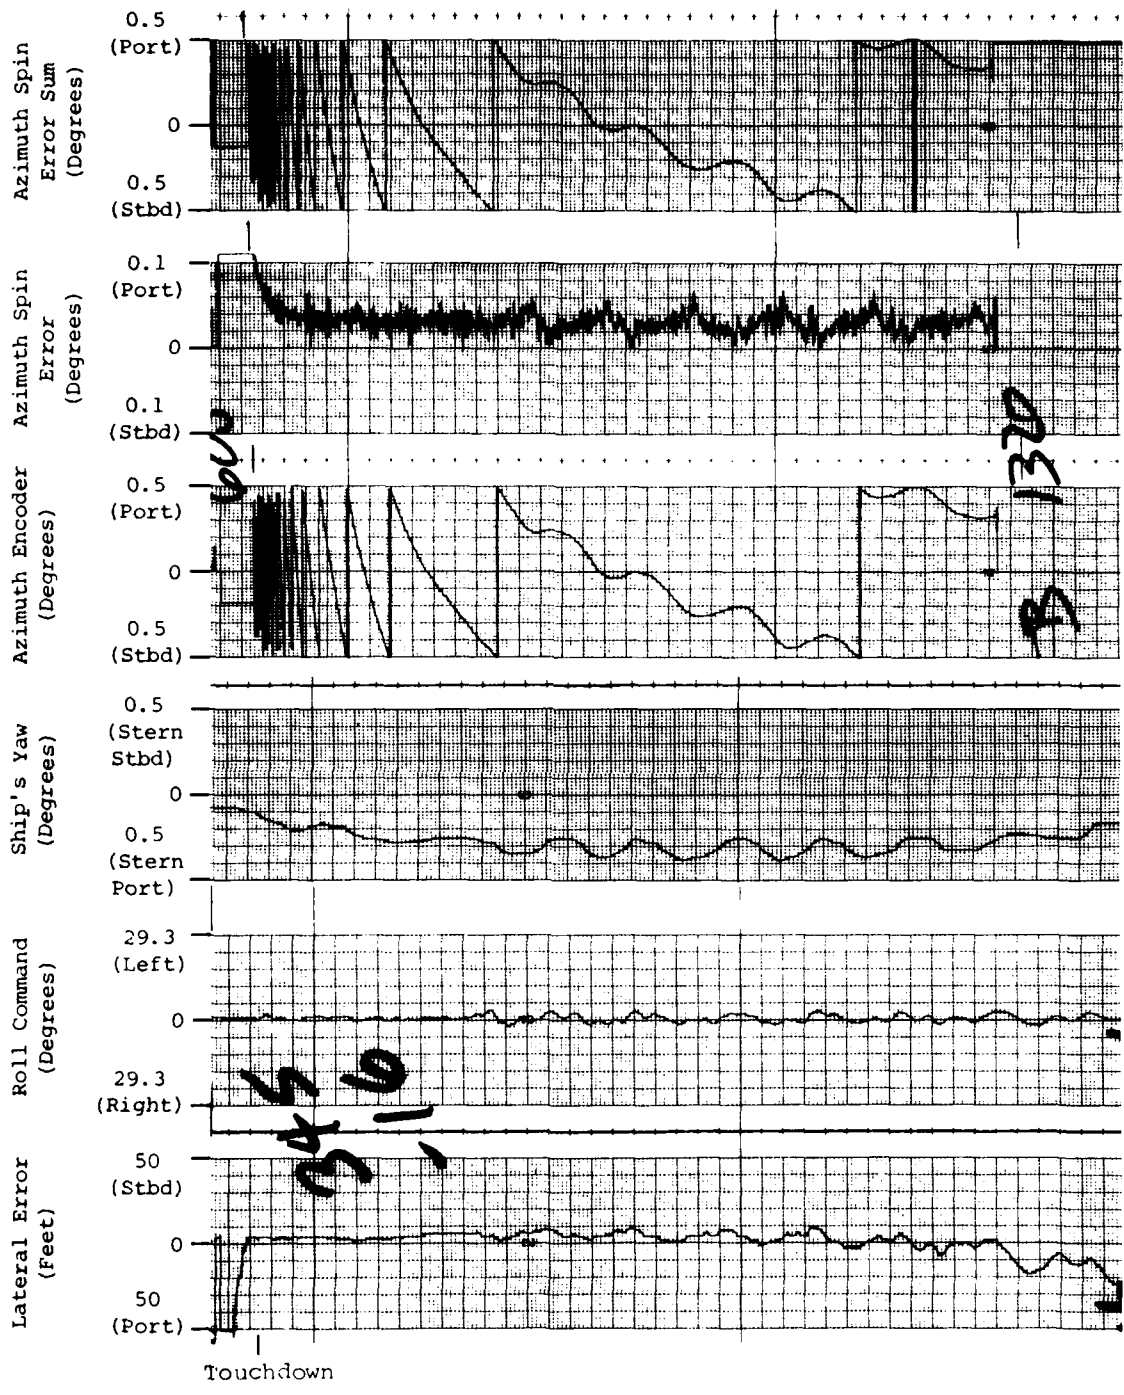 Azimuth Spin
Error Sum
(Degrees)
0.5
(Port)
0
0.5
(Stbd)
Azimuth Spin
Error
(Degrees)
0.1
(Port)
0
0.1
(Stbd)
Azimuth Encoder
(Degrees)
0.5
(Port)
0
0.5
(Stbd)
1330
Ship's Yaw
(Degrees)
0.5
(Stern
Stbd)
0
0.5
(Stern
Port)
Roll Command
(Degrees)
29.3
(Left)
0
29.3
(Right)
345
Lateral Error
(Feet)
50
(Stbd)
0
50
(Port)
Touchdown